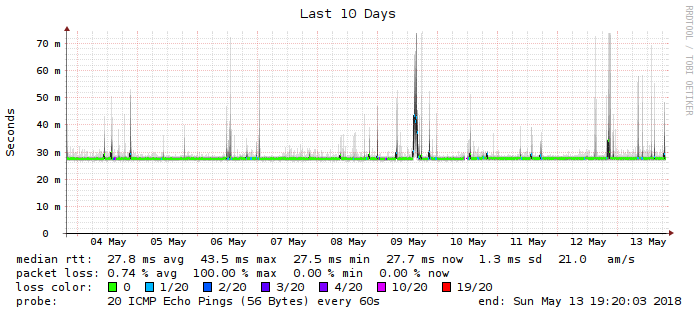 Last 10 Days
RRDTOOL / TOBI OETIKER
Seconds
70 m
60 m
50 m
40 m
30 m
20 m
10 m
0
04 May 05 May 06 May 07 May 08 May 09 May 10 May 11 May 12 May 13 May
median rtt: 27.8 ms avg 43.5 ms max 27.5 ms min 27.7 ms now 1.3 ms sd 21.0 am/s
packet loss: 0.74 % avg 100.00 % max 0.00 % min 0.00 % now
loss color: 0 1/20 2/20 3/20 4/20 10/20 19/20
probe: 20 ICMP Echo Pings (56 Bytes) every 60s end: Sun May 13 19:20:03 2018